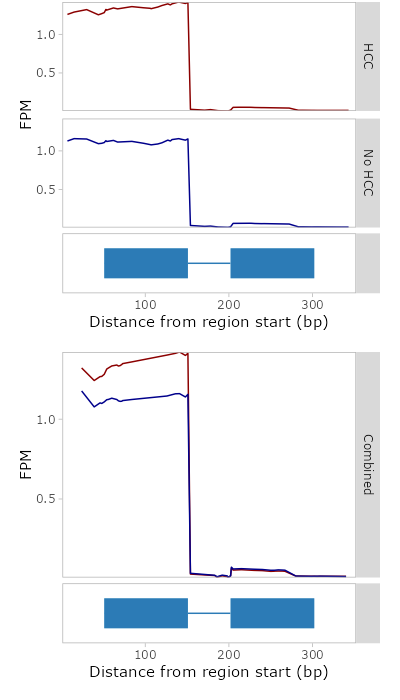 1.0
0.5
HCC
FPM
1.0
0.5
No HCC
100 200 300
Distance from region start (bp)
1.0
0.5
FPM
Combined
100 200 300
Distance from region start (bp)